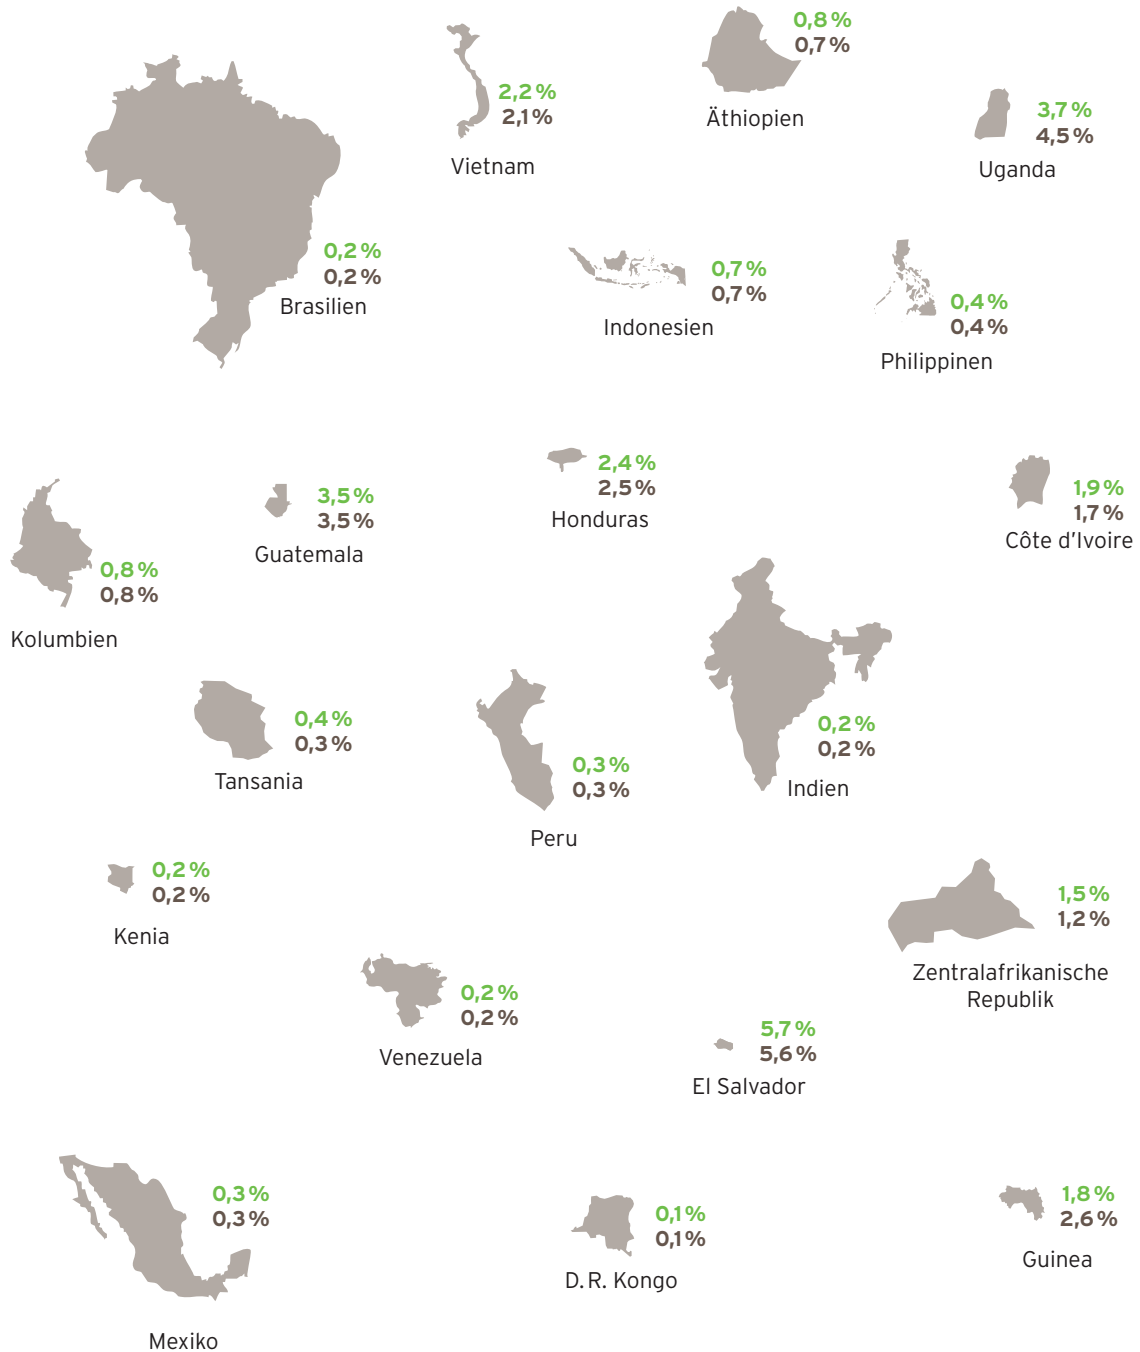 0,8 %
0,7 %
Äthiopien
2,2 %
2,1 %
Vietnam
3,7 %
4,5 %
Uganda
0,2 %
0,2 %
Brasilien
0,7 %
0,7 %
Indonesien
0,4 %
0,4 %
Philippinen
2,4 %
2,5 %
Honduras
3,5 %
3,5 %
Guatemala
1,9 %
1,7 %
Côte d'Ivoire
0,8 %
0,8 %
Kolumbien
0,4 %
0,3 %
Tansania
0,3 %
0,3 %
Peru
0,2 %
0,2 %
Indien
0,2 %
0,2 %
Kenia
1,5 %
1,2 %
Zentralafrikanische
Republik
0,2 %
0,2 %
Venezuela
5,7 %
5,6 %
El Salvador
0,3 %
0,3 %
Mexiko
0,1 %
0,1 %
D. R. Kongo
1,8 %
2,6 %
Guinea